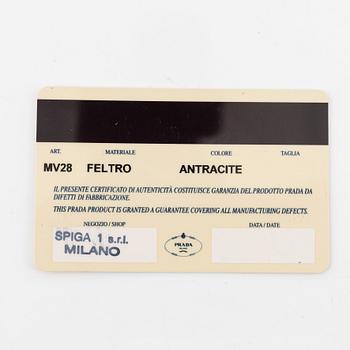 ART. MATERIALE COLORE TAGLIA
MV28 FELTRO ANTRACITE
IL PRESENTE CERTIFICATO DI AUTENTICITÀ COSTITUISCE GARANZIA DEL PRODOTTO PRADA DA
DIFETTI DI FABBRICAZIONE.
THIS PRADA PRODUCT IS GRANTED A GUARANTEE COVERING ALL MANUFACTURING DEFECTS.
NEGOZIO / SHOP DATA / DATE
SPIGA 1 s.r.l.
MILANO
PRADA